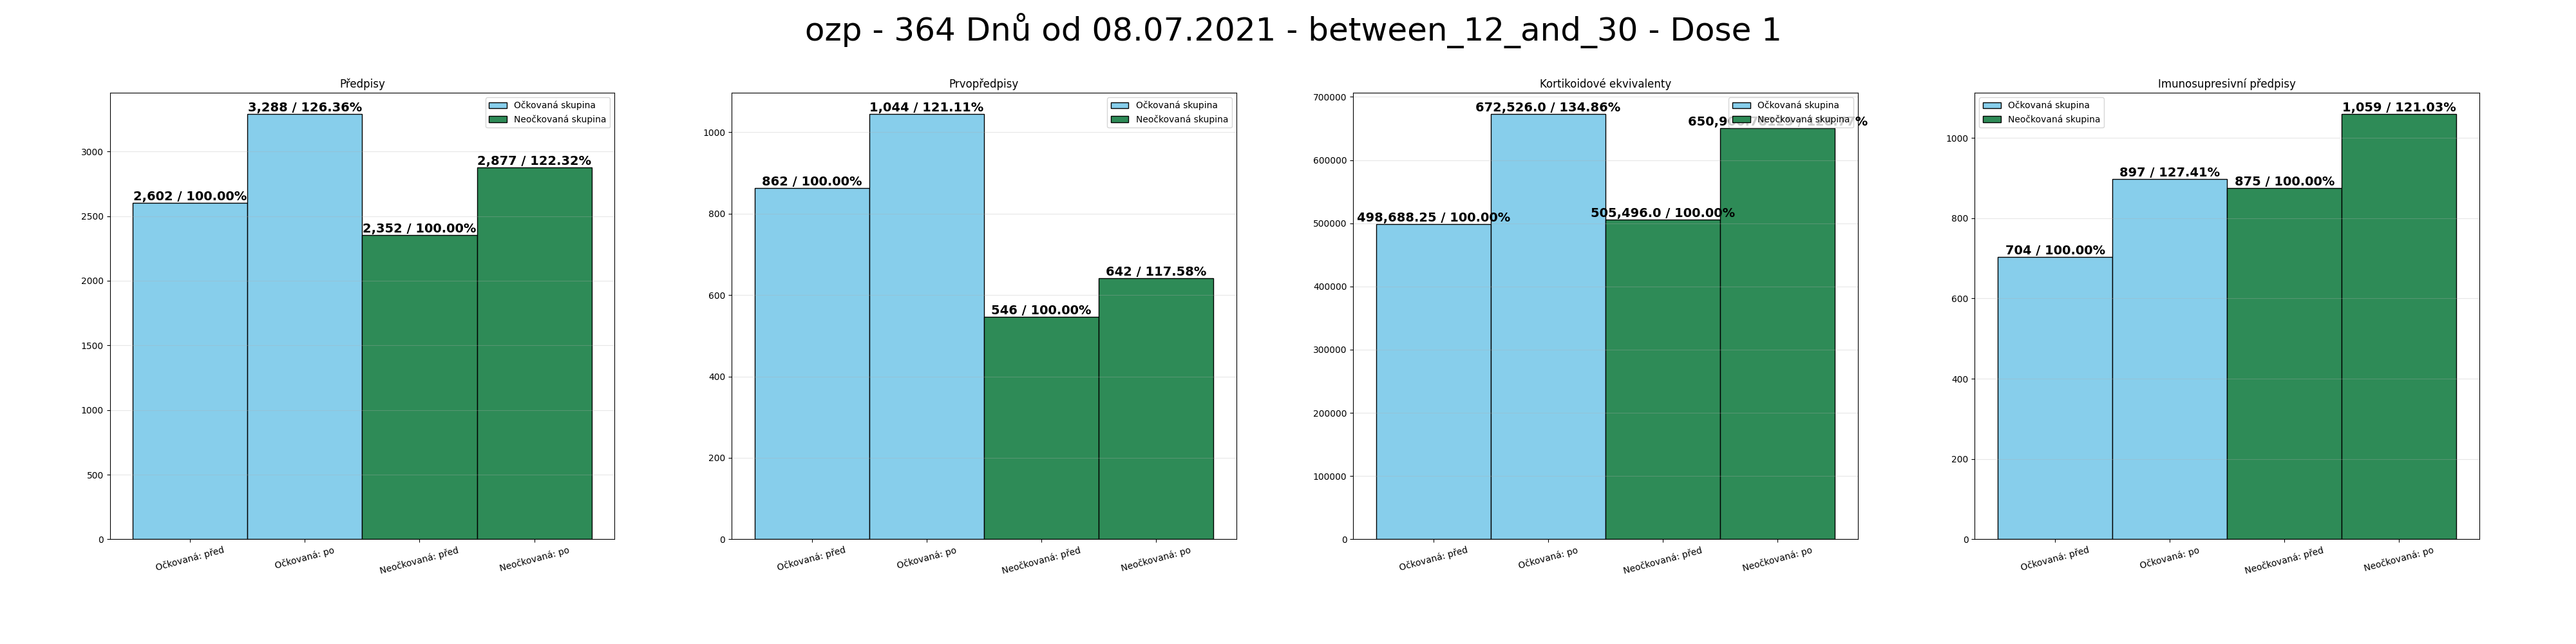 ozp - 364 Dnů od 08.07.2021 - between_12_and_30 - Dose 1
Předpisy
3,288 / 126.36%
Očkovaná skupina
Neočkovaná skupina
2,877 / 122.32%
2,602 / 100.00%
2,352 / 100.00%
3000
2500
2000
1500
1000
500
0
Očkovaná: před
Očkovaná: po
Neočkovaná: před
Neočkovaná: po
Prvopředpisy
1,044 / 121.11%
Očkovaná skupina
Neočkovaná skupina
862 / 100.00%
642 / 117.58%
546 / 100.00%
1000
800
600
400
200
0
Očkovaná: před
Očkovaná: po
Neočkovaná: před
Neočkovaná: po
Kortikoidové ekvivalenty
672,526.0 / 134.86%
Očkovaná skupina
Neočkovaná skupina
498,688.25 / 100.00%
505,496.0 / 100.00%
700000
600000
500000
400000
300000
200000
100000
0
Očkovaná: před
Očkovaná: po
Neočkovaná: před
Neočkovaná: po
Imunosupresivní předpisy
Očkovaná skupina
Neočkovaná skupina
1,059 / 121.03%
897 / 127.41%
875 / 100.00%
704 / 100.00%
1000
800
600
400
200
0
Očkovaná: před
Očkovaná: po
Neočkovaná: před
Neočkovaná: po